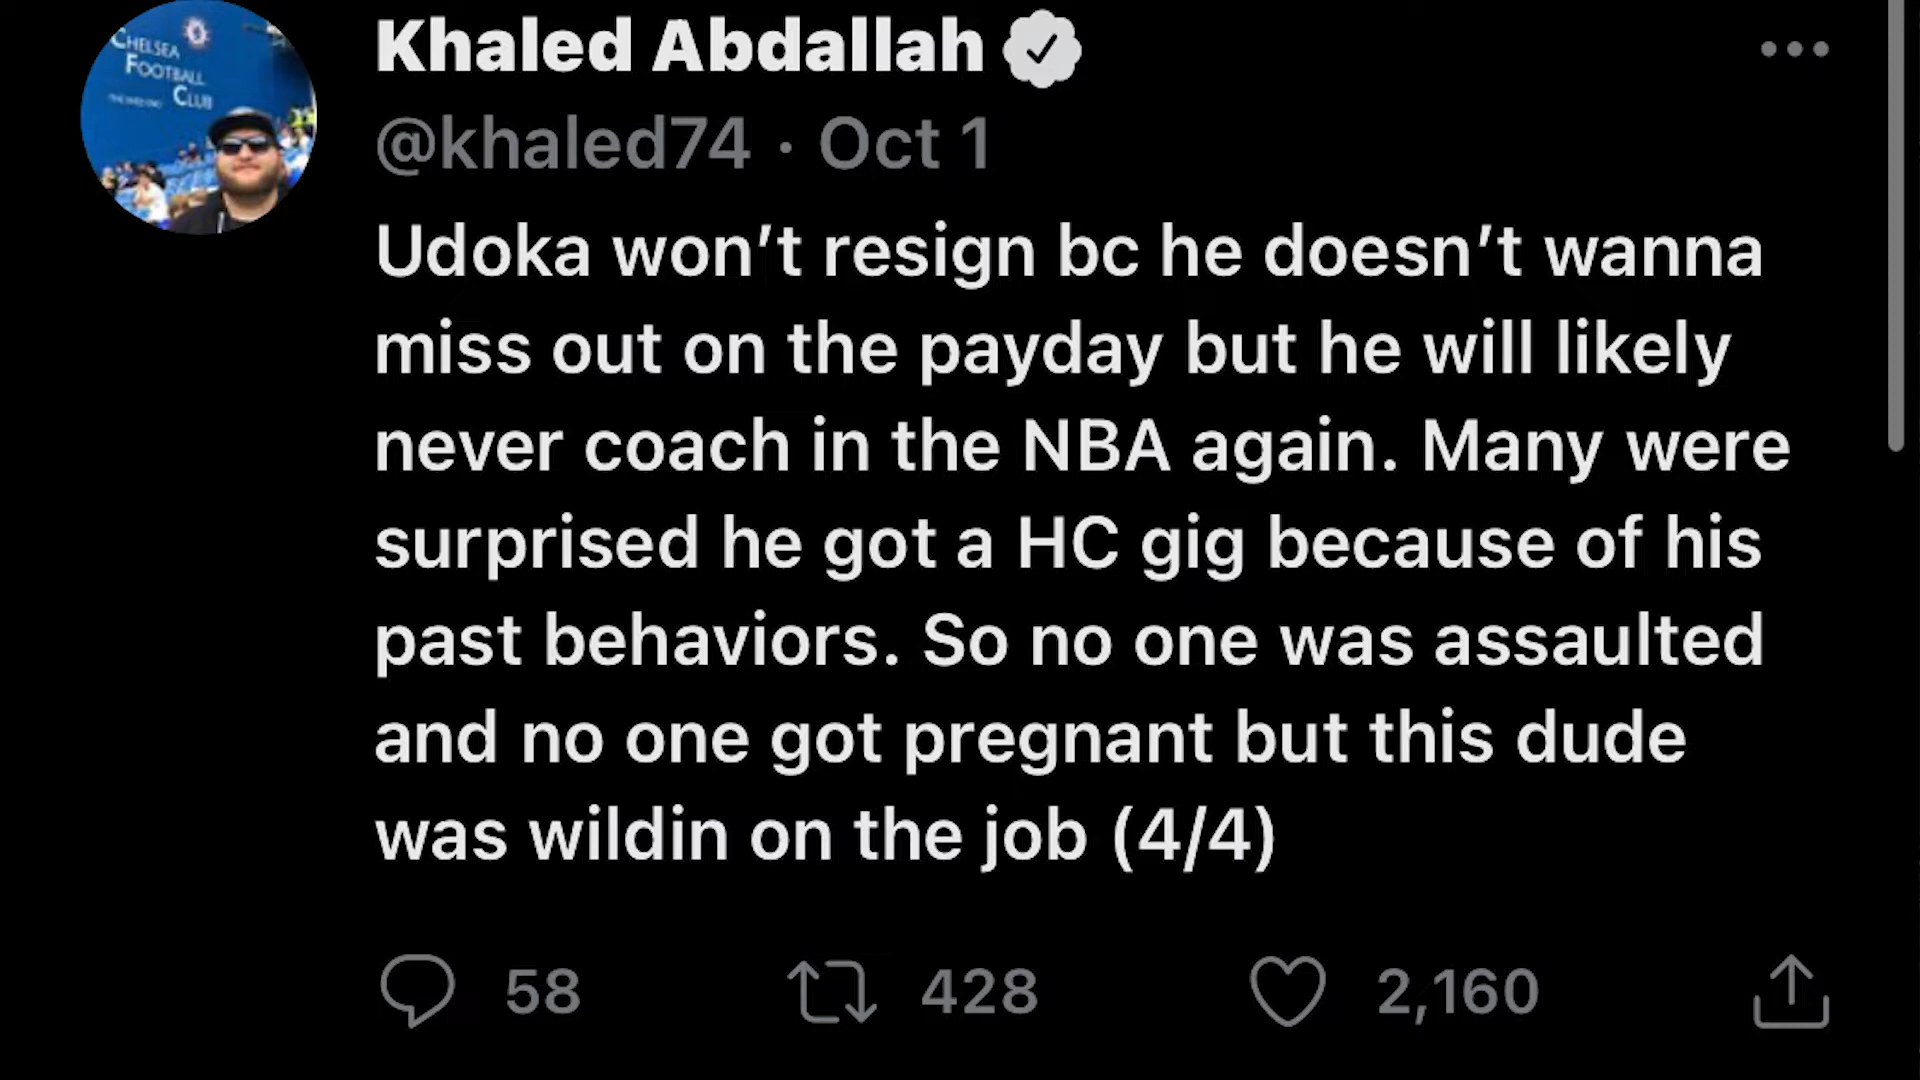 CHELSEA
FOOTBALL
CLUB
Khaled Abdallah
@khaled74 · Oct 1
Udoka won’t resign bc he doesn’t wanna
miss out on the payday but he will likely
never coach in the NBA again. Many were
surprised he got a HC gig because of his
past behaviors. So no one was assaulted
and no one got pregnant but this dude
was wildin on the job (4/4)
58 428 2,160